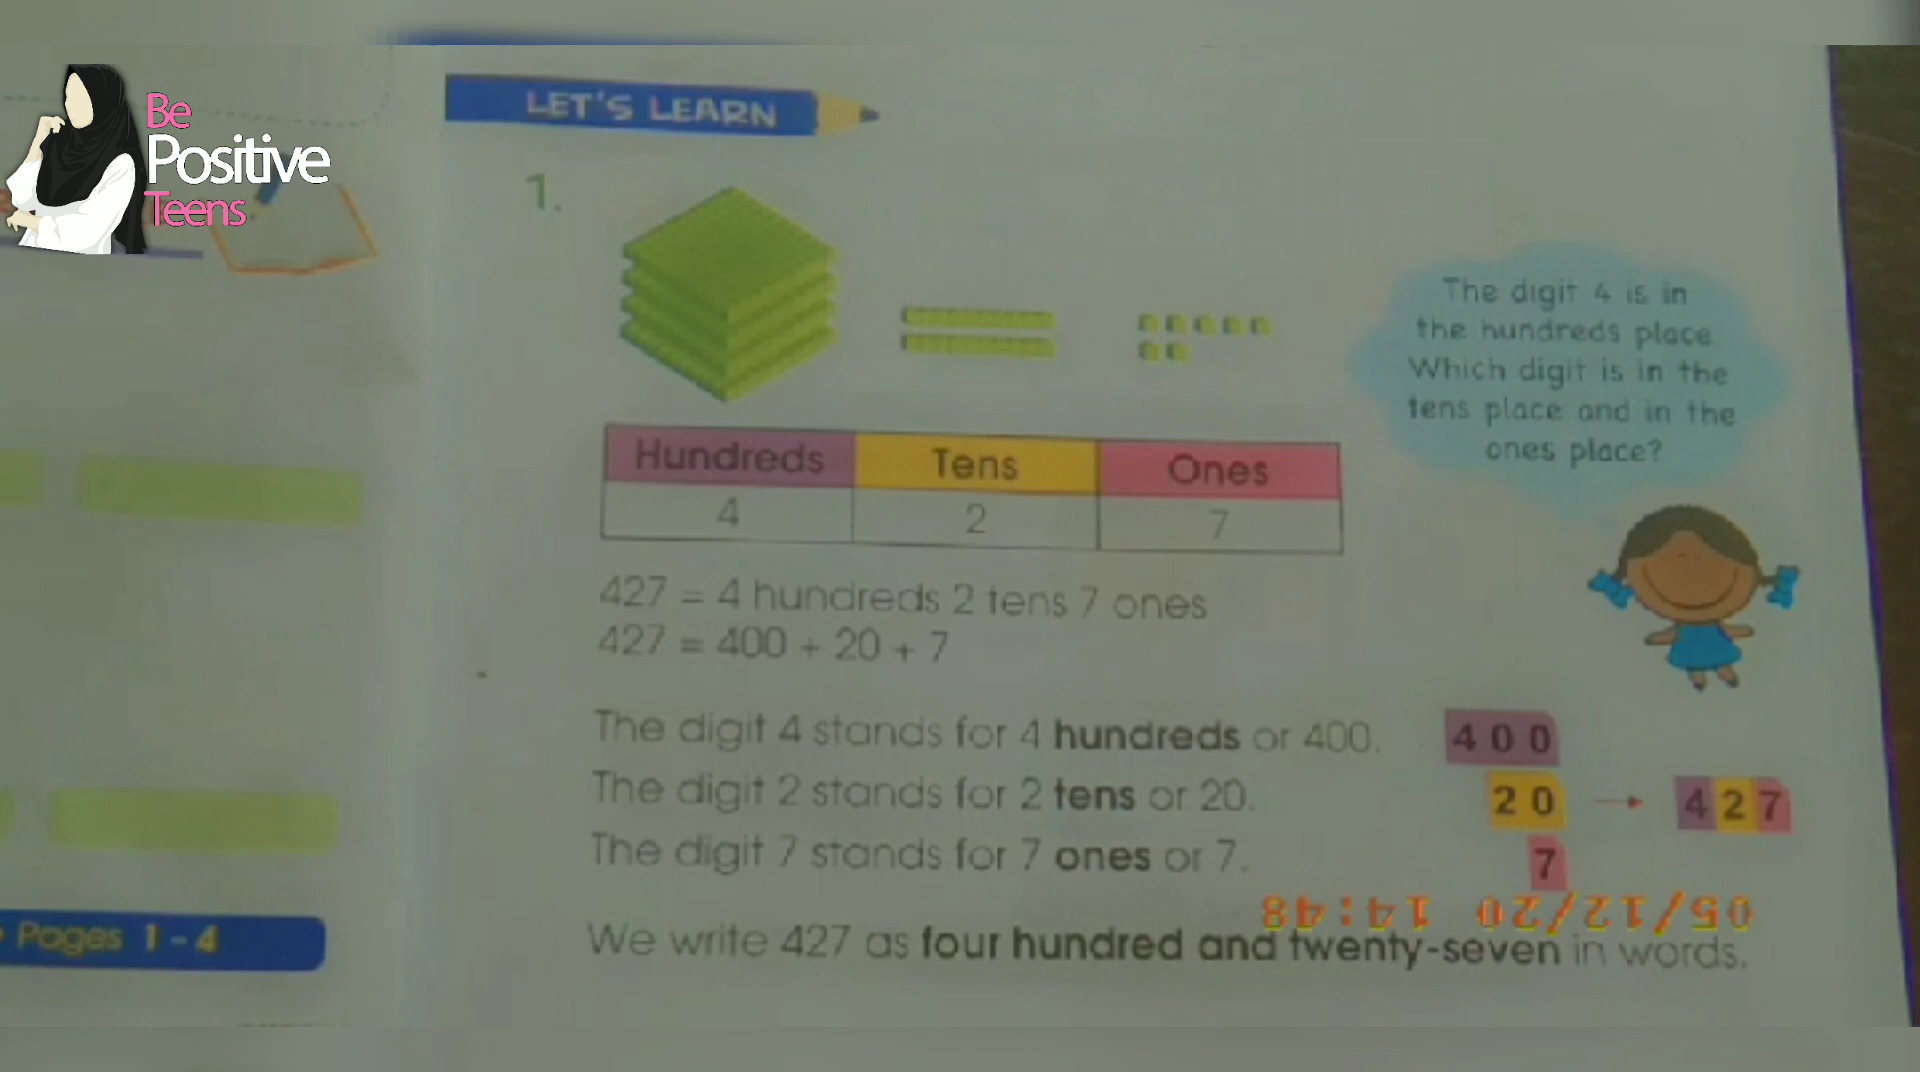 Be
Positive
Teens
LET'S LEARN
1.
The digit 4 is in
the hundreds place
Which digit is in the
tens place and in the
ones place?
Hundreds Tens Ones
4 2 7
427 = 4 hundreds 2 tens 7 ones
427 = 400 + 20 + 7
The digit 4 stands for 4 hundreds or 400.
400
The digit 2 stands for 2 tens or 20.
20 → 427
The digit 7 stands for 7 ones or 7.
7
05/12/20 14:48
We write 427 as four hundred and twenty-seven in words.
Pages 1 - 4